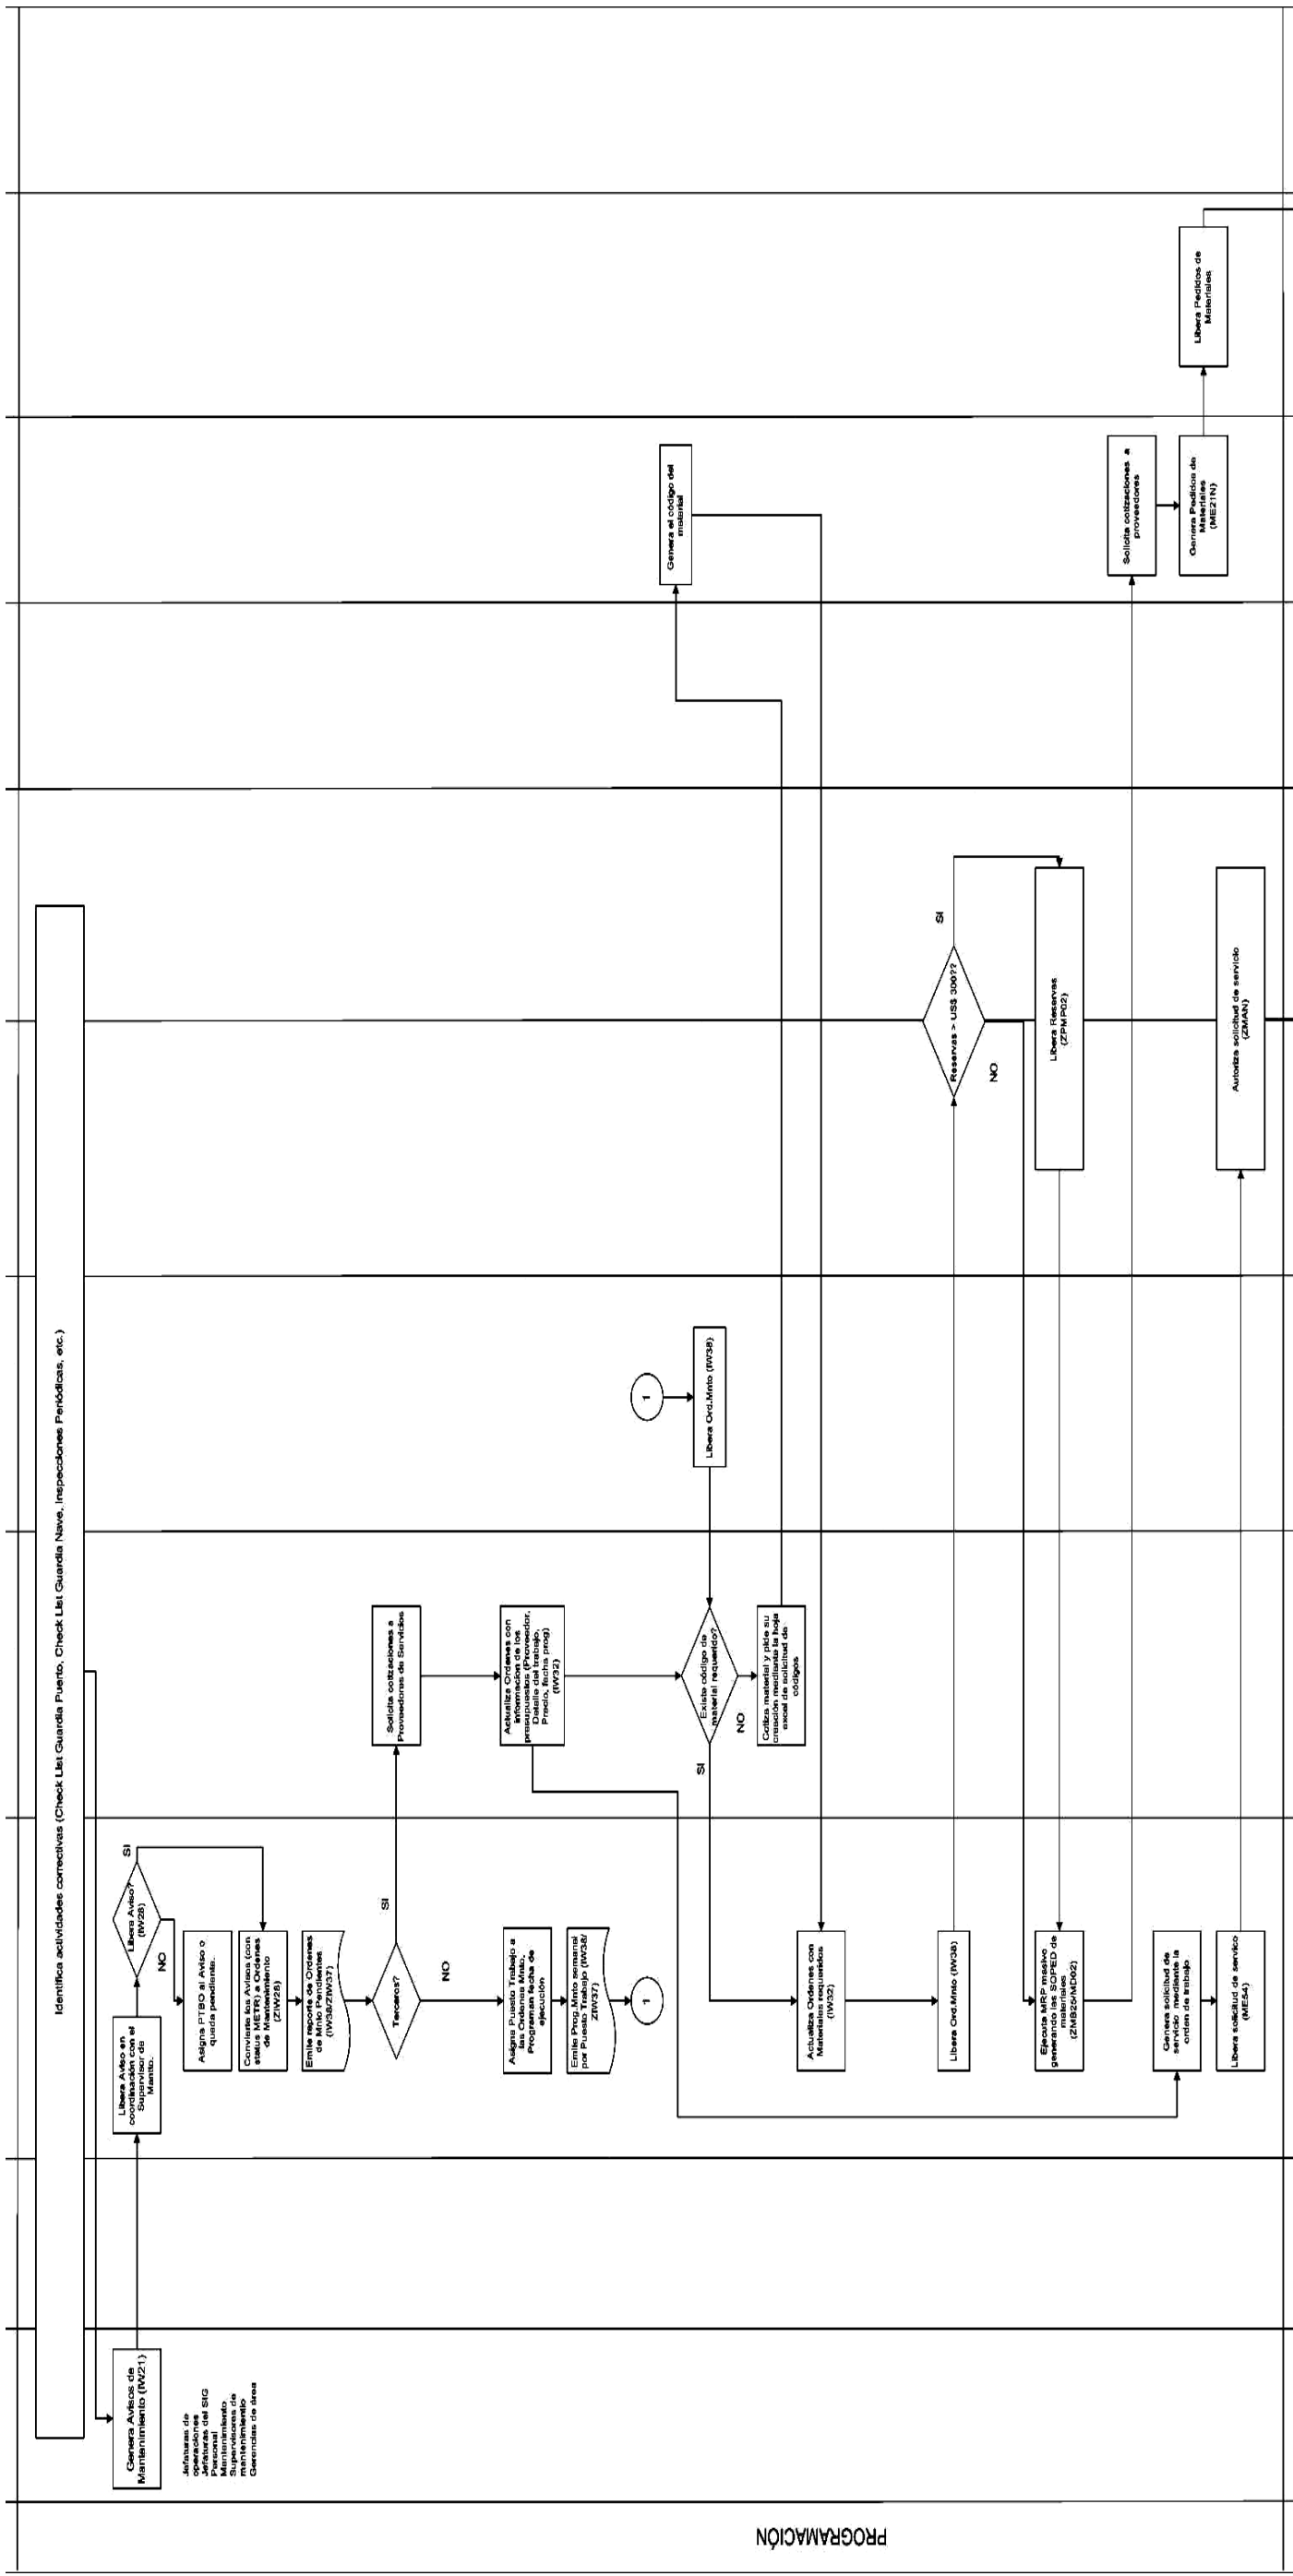 Identifica actividades correctivas (Check List Guardia Puerto, Check List Guardia Nave, Inspecciones Periódicas, etc.)
Genera Avisos de
Mantenimiento (IW21)
Jefaturas de
operaciones
Jefaturas del SIG
Personal
Mantenimiento
Supervisores de
mantenimiento
Gerencias de área
Libera Aviso en
coordinación con el
Supervisor de
Mantto.
Libera Aviso?
(IW28)
SI
NO
Asigna PTBO al Aviso o
queda pendiente.
Convierte los Avisos (con
status METR) a Ordenes
de Mantenimiento
(ZIW28)
Emite reporte de Ordenes
de Mnto Pendientes
(IW38/ZIW37)
Terceros?
SI
NO
Solicita cotizaciones a
Proveedores de Servicios
Asigna Puesto Trabajo a
las Ordenes Mnto.
Programan fecha de
ejecución
Actualiza Ordenes con
información de los
presupuestos (Proveedor,
Detalle del trabajo,
Precio, fecha prog)
(IW32)
Emite Prog.Mnto semanal
por Puesto Trabajo (IW38/
ZIW37)
1
1
Libera Ord.Mnto (IW38)
Existe código de
material requerido?
SI
NO
Cotiza material y pide su
creación mediante la hoja
excel de solicitud de
códigos
Genera el código del
material
Actualiza Ordenes con
Materiales requeridos
(IW32)
Libera Ord.Mnto (IW38)
Reservas > US$ 300??
SI
NO
Libera Reservas
(ZPMP02)
Ejecuta MRP masivo
generando las SOPED de
materiales
(ZMB25/MD02)
Solicita cotizaciones a
proveedores
Genera Pedidos de
Materiales
(ME21N)
Libera Pedidos de
Materiales
Genera solicitud de
servicio mediante la
orden de trabajo
Libera solicitud de servico
(ME54)
Autoriza solicitud de servicio
(ZMAN)
PROGRAMACIÓN